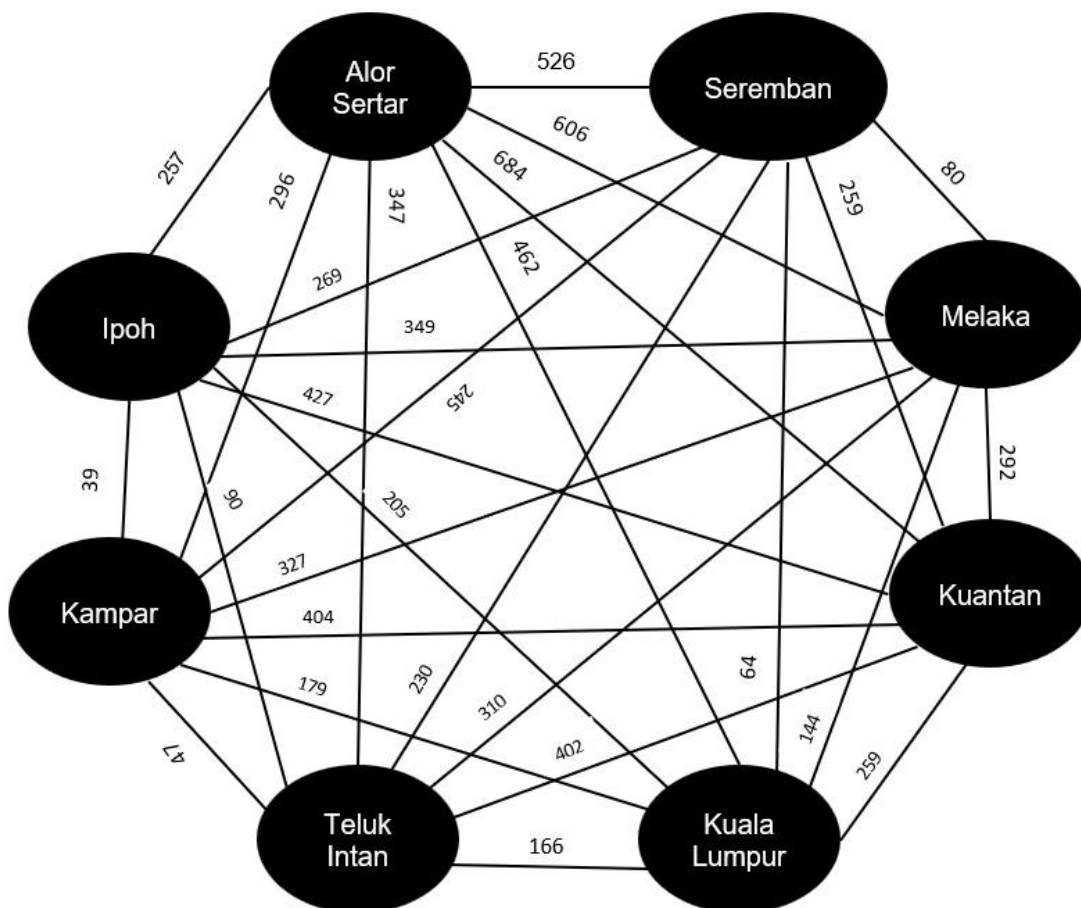 Alor
Sertar
526
Seremban
606
684
257
296
347
259
80
462
269
Ipoh
349
Melaka
427
245
39
90
205
292
327
Kampar
404
Kuantan
179
230
310
64
144
402
259
47
Teluk
Intan
166
Kuala
Lumpur